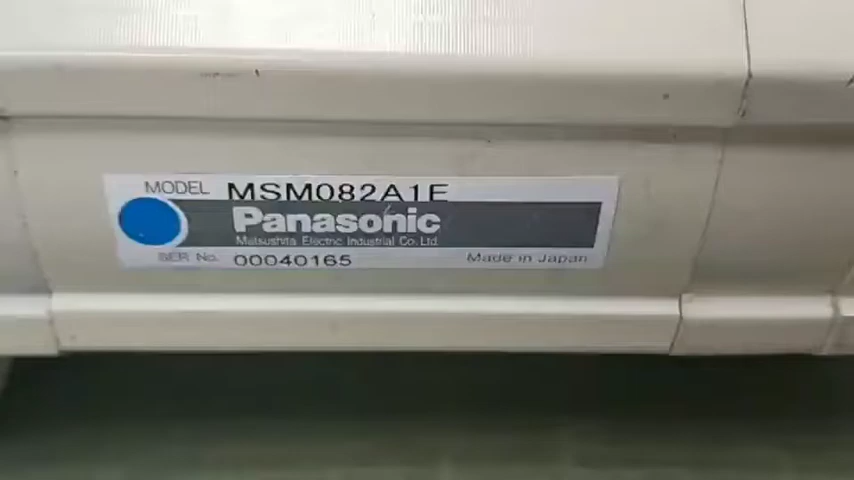 MODEL MSM082A1E
Panasonic
Matsushita Electric Industrial Co. Ltd
SER No. 00040165 Made in Japan